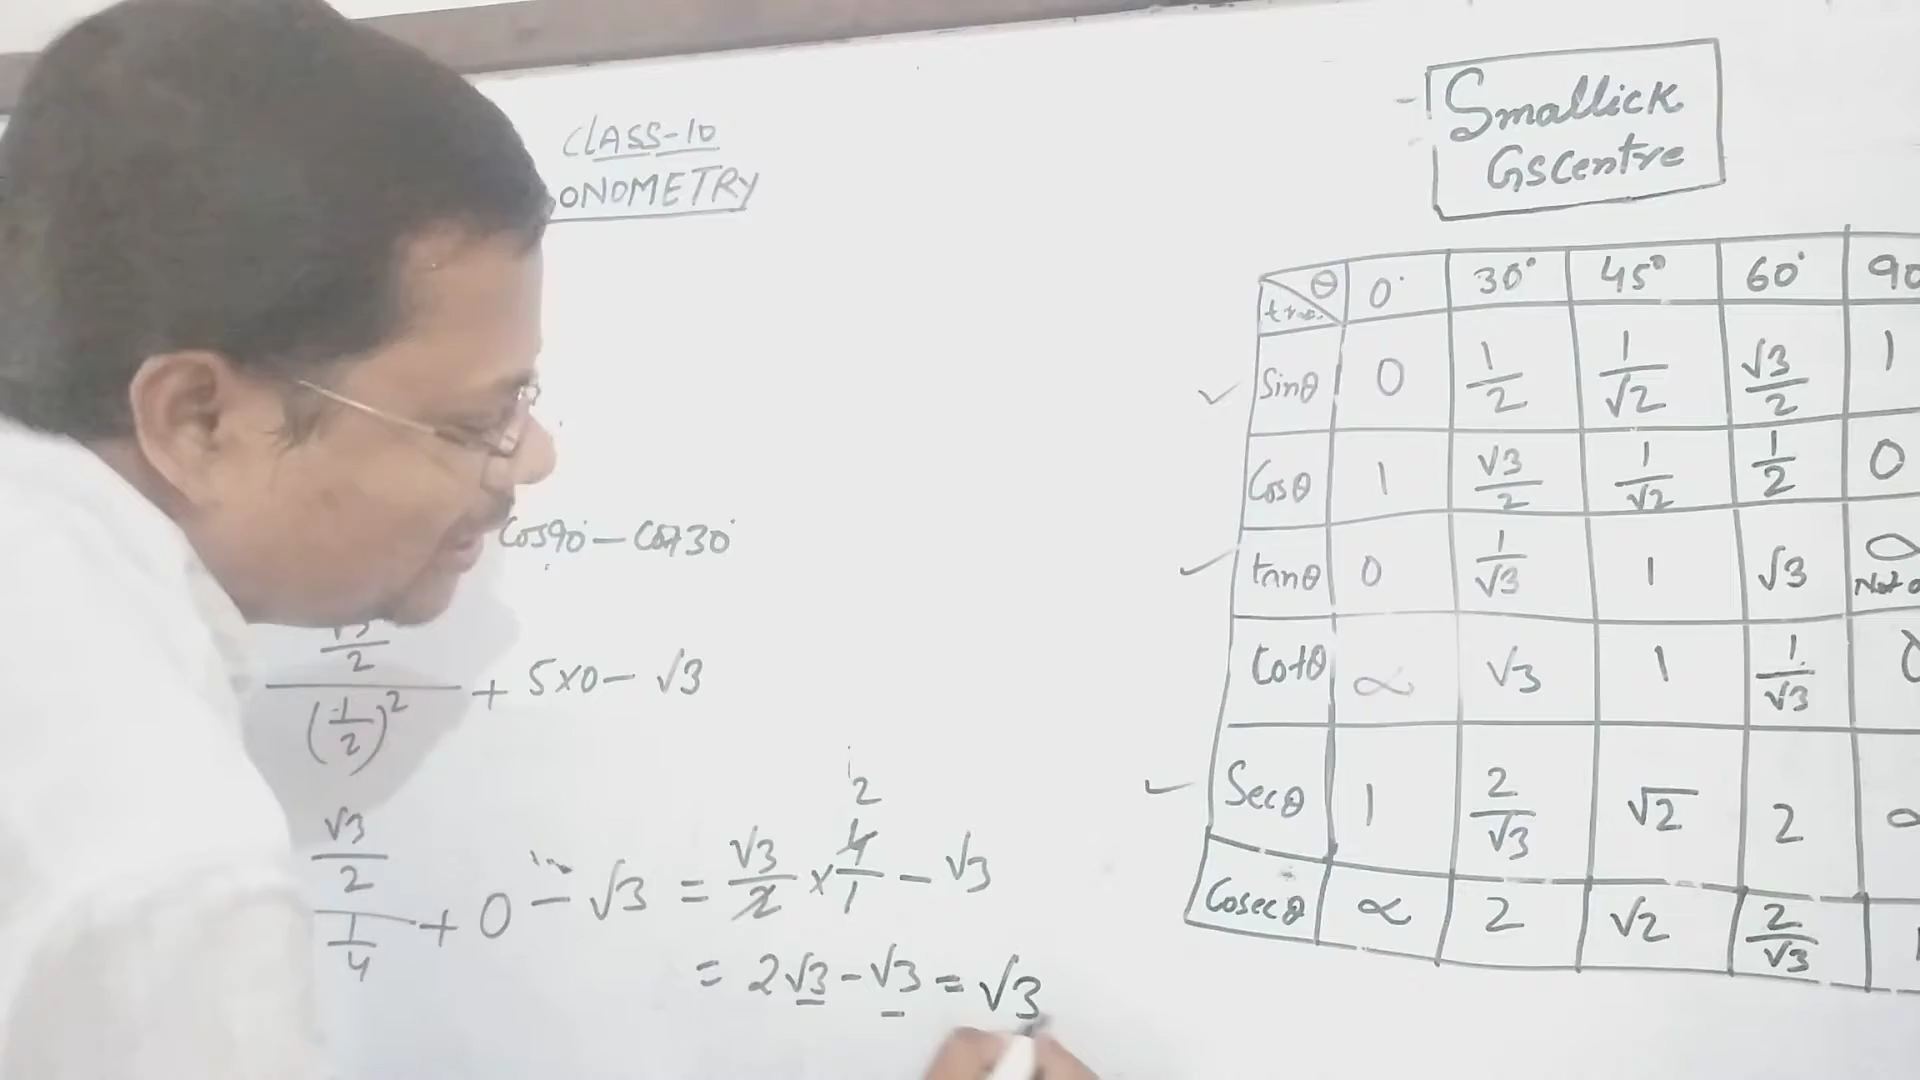 CLASS-10
ONOMETRY
Smallick
GScentre
θ 0° 30° 45° 60° 90
Sinθ 0 1/2 1/√2 √3/2 1
Cosθ 1 √3/2 1/√2 1/2 0
tanθ 0 1/√3 1 √3 ∞
Not
Cotθ ∝ √3 1 1/√3
Secθ 1 2/√3 √2 2
Cosecθ ∝ 2 √2 2/√3
Cos90° - Cot30°
(√3/2)/(1/2)² + 5×0 - √3
(√3/2)/(1/4) + 0 - √3 = √3/2 × 4/1 - √3
2
= 2√3 - √3 = √3